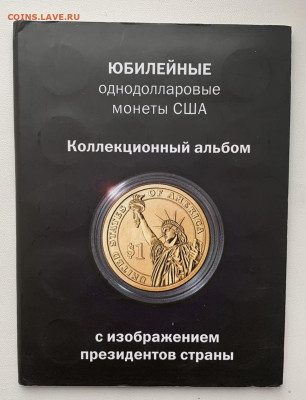 COINS.LAVE.RU
ЮБИЛЕЙНЫЕ
однодолларовые
монеты США
Коллекционный альбом
UNITED STATES OF AMERICA
$1
с изображением
президентов страны